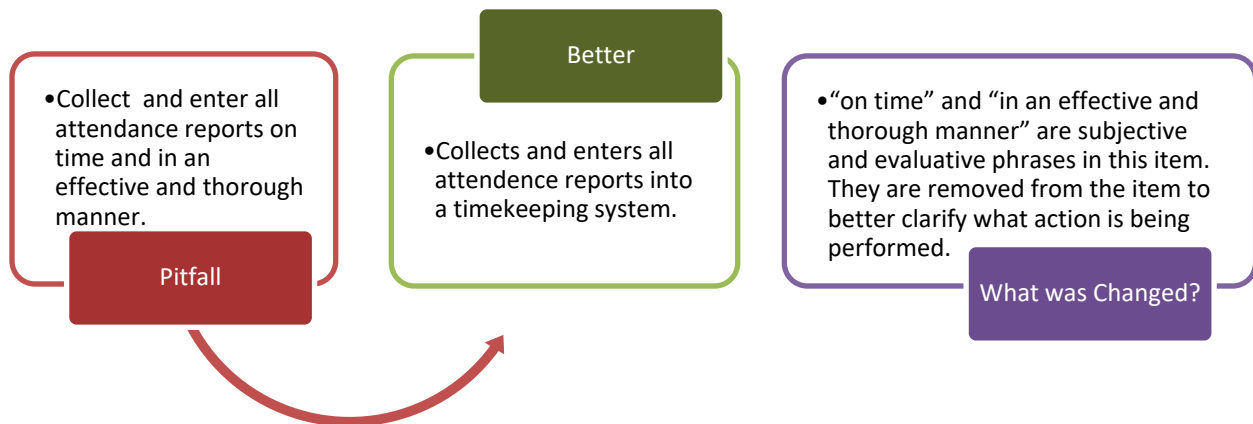 •Collect  and enter all
attendance reports on
time and in an
effective and thorough
manner.
Pitfall
Better
•Collects and enters all
attendence reports into
a timekeeping system.
•“on time” and “in an effective and
thorough manner” are subjective
and evaluative phrases in this item.
They are removed from the item to
better clarify what action is being
performed.
What was Changed?